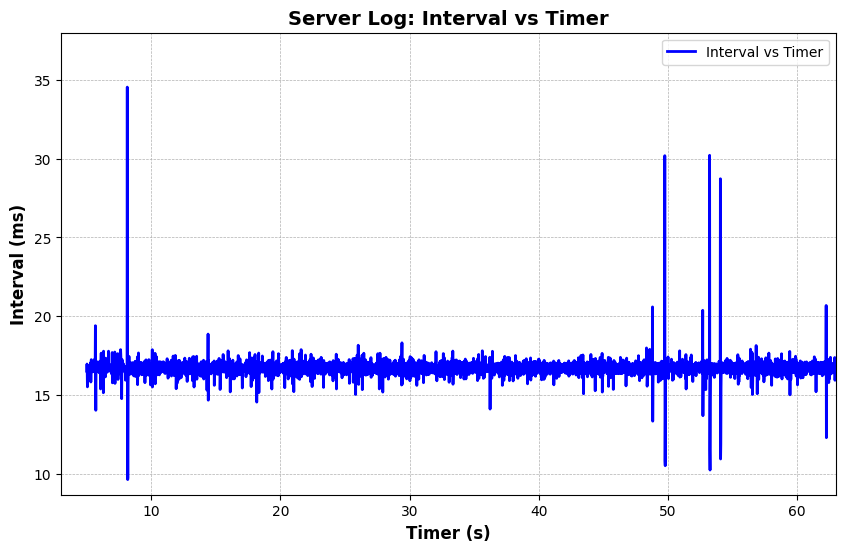 Server Log: Interval vs Timer
Interval vs Timer
Interval (ms)
35
30
25
20
15
10
10 20 30 40 50 60
Timer (s)